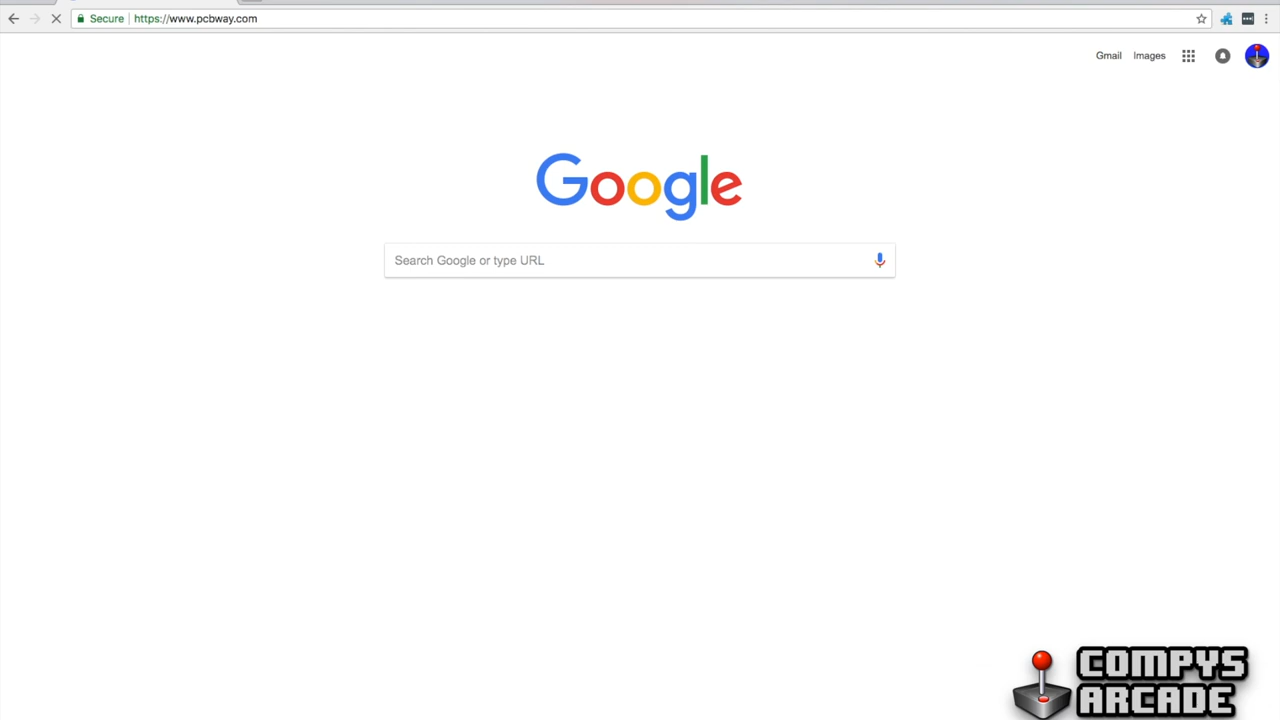 Secure https://www.pcbway.com
Gmail Images
Google
Search Google or type URL
COMPYS
ARCADE